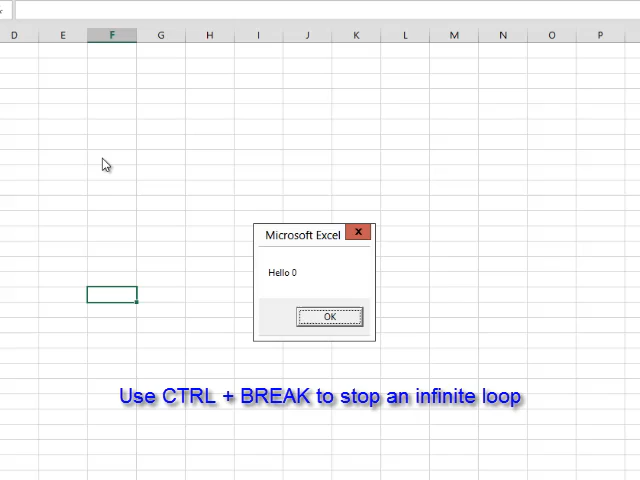 D E F G H I J K L M N O P
Microsoft Excel x
Hello 0
OK
Use CTRL + BREAK to stop an infinite loop